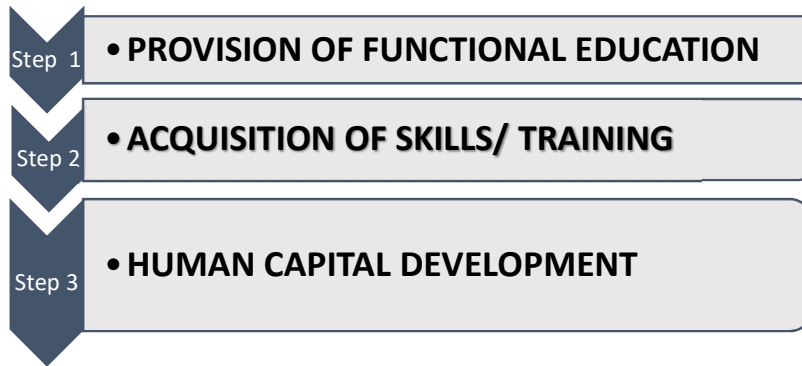 Step 1
• PROVISION OF FUNCTIONAL EDUCATION
Step 2
• ACQUISITION OF SKILLS/ TRAINING
Step 3
• HUMAN CAPITAL DEVELOPMENT